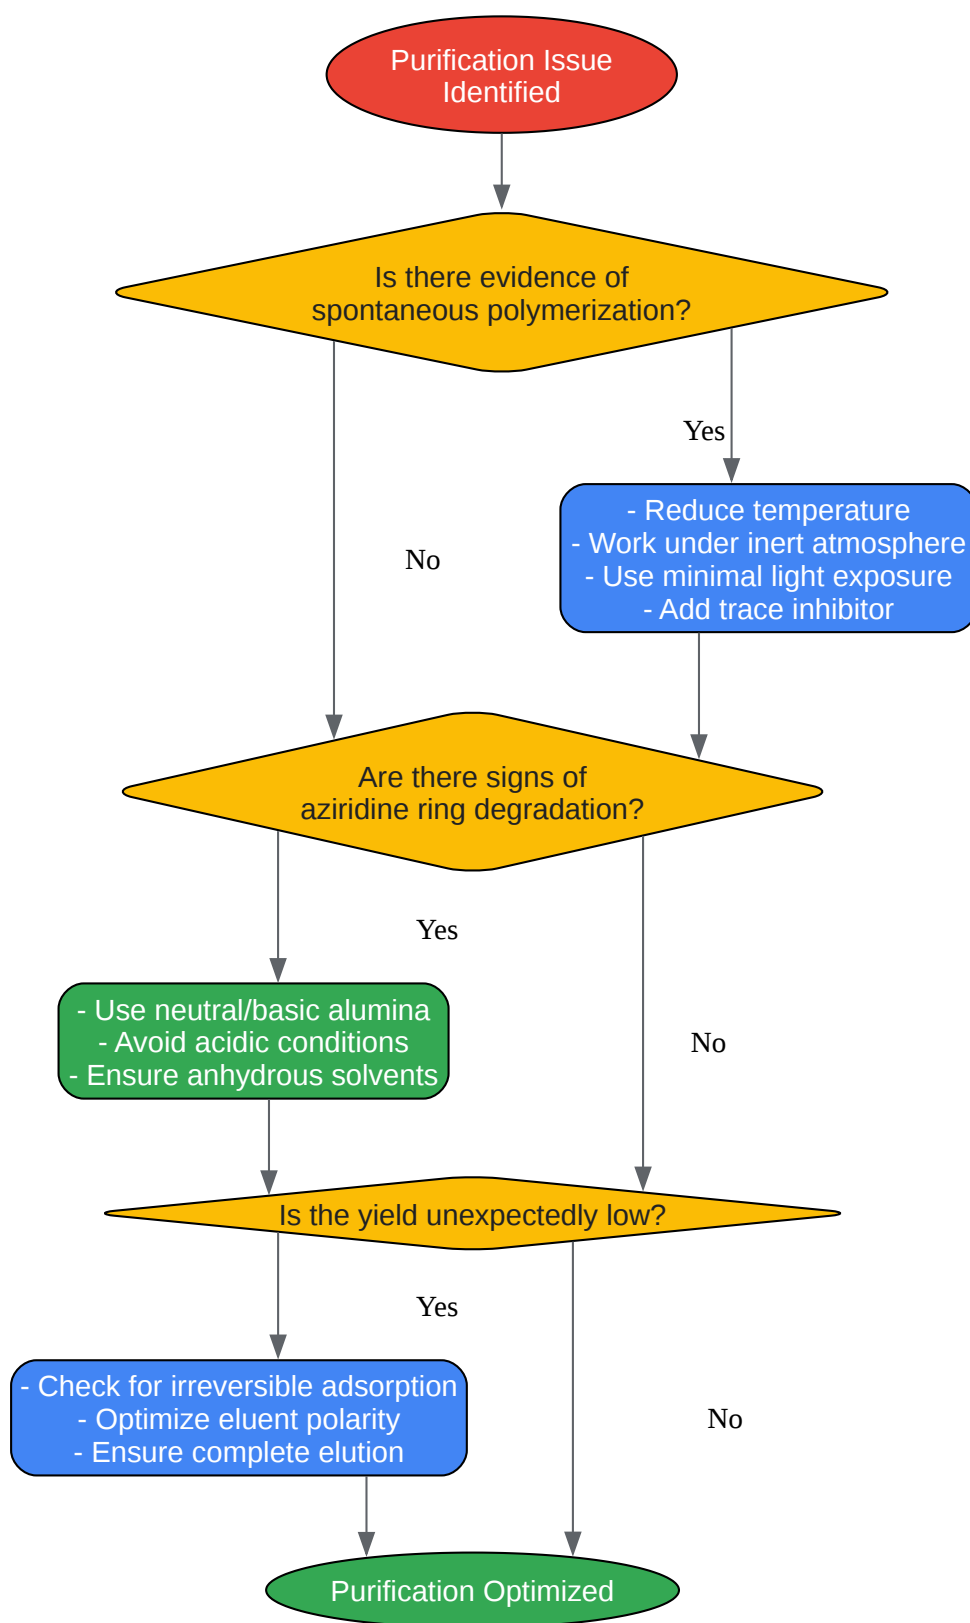 Purification Issue
Identified
Is there evidence of
spontaneous polymerization?
Yes
- Reduce temperature
- Work under inert atmosphere
- Use minimal light exposure
- Add trace inhibitor
No
Are there signs of
aziridine ring degradation?
Yes
- Use neutral/basic alumina
- Avoid acidic conditions
- Ensure anhydrous solvents
No
Is the yield unexpectedly low?
Yes
- Check for irreversible adsorption
- Optimize eluent polarity
- Ensure complete elution
No
Purification Optimized